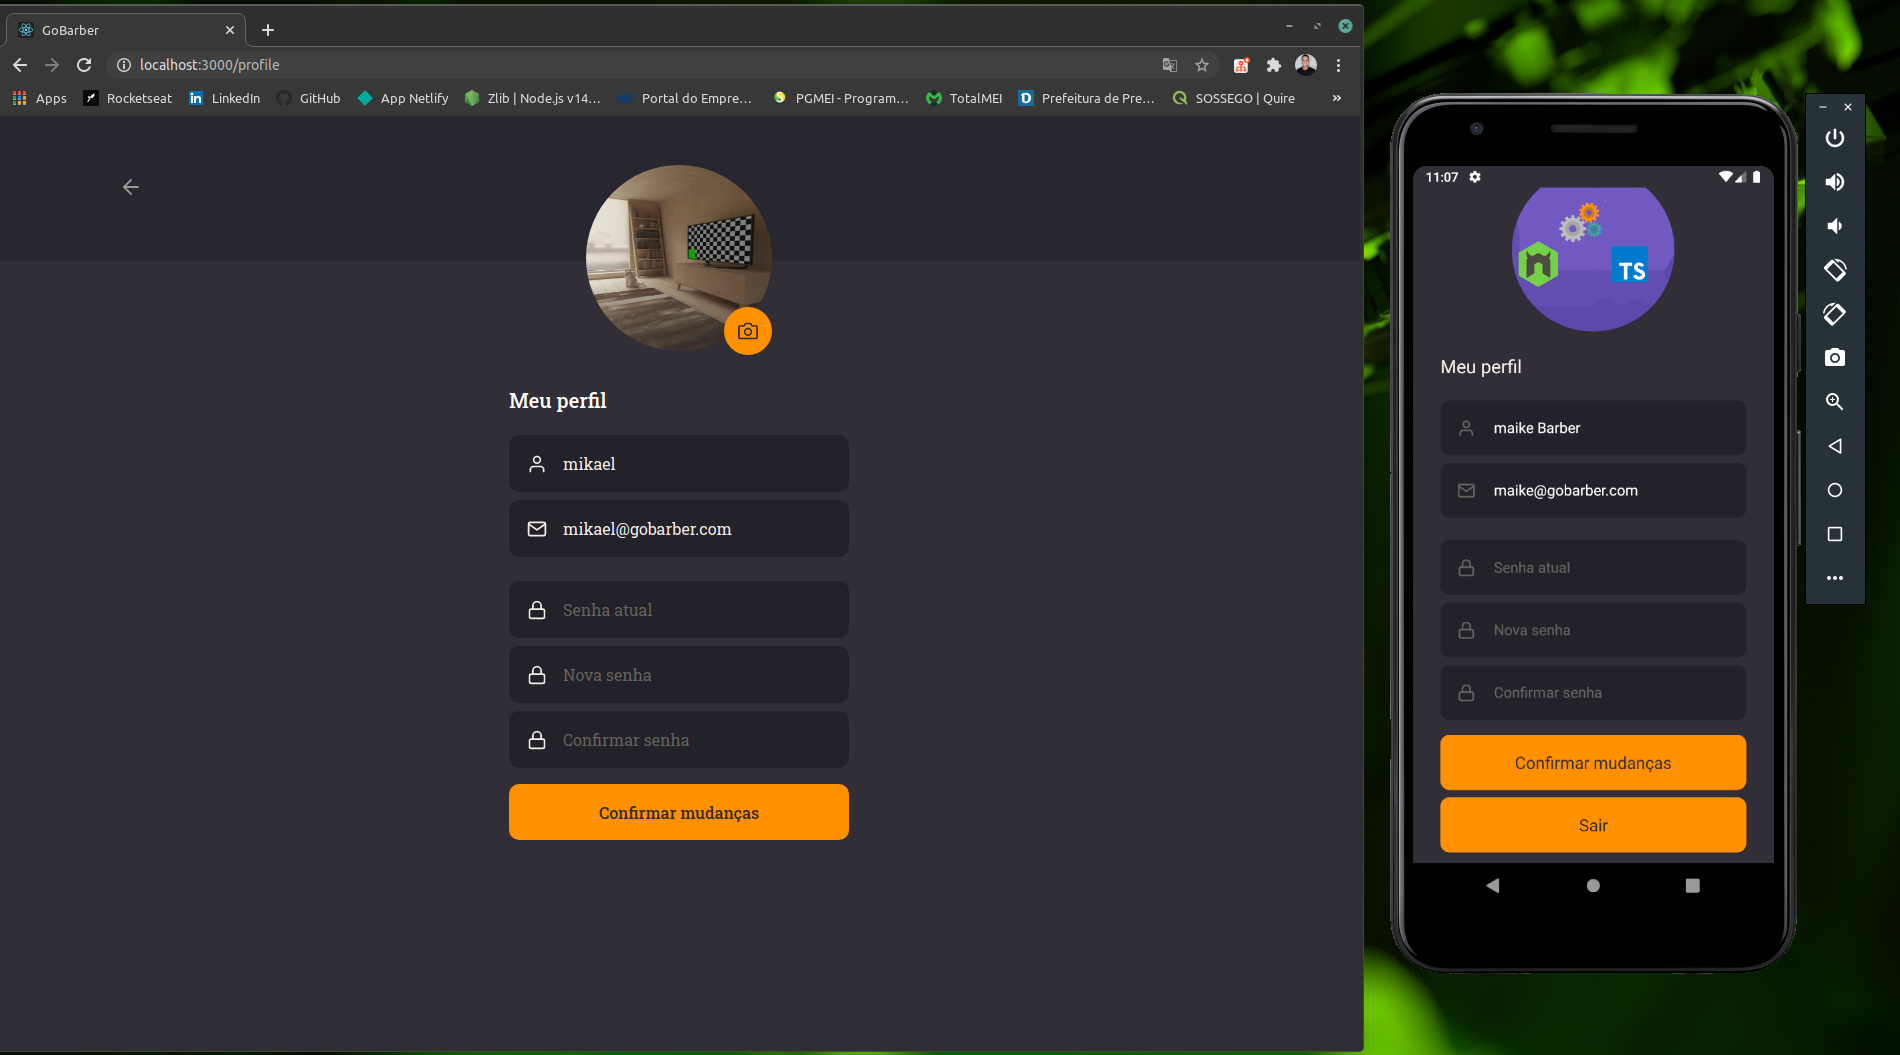 GoBarber
localhost:3000/profile
Apps
Rocketseat
LinkedIn
GitHub
App Netlify
Zlib | Node.js v14...
Portal do Empre...
PGMEI - Program...
TotalMEI
Prefeitura de Pre...
SOSSEGO | Quire
»
Meu perfil
mikael
mikael@gobarber.com
Senha atual
Nova senha
Confirmar senha
Confirmar mudanças
11:07
TS
Meu perfil
maike Barber
maike@gobarber.com
Senha atual
Nova senha
Confirmar senha
Confirmar mudanças
Sair